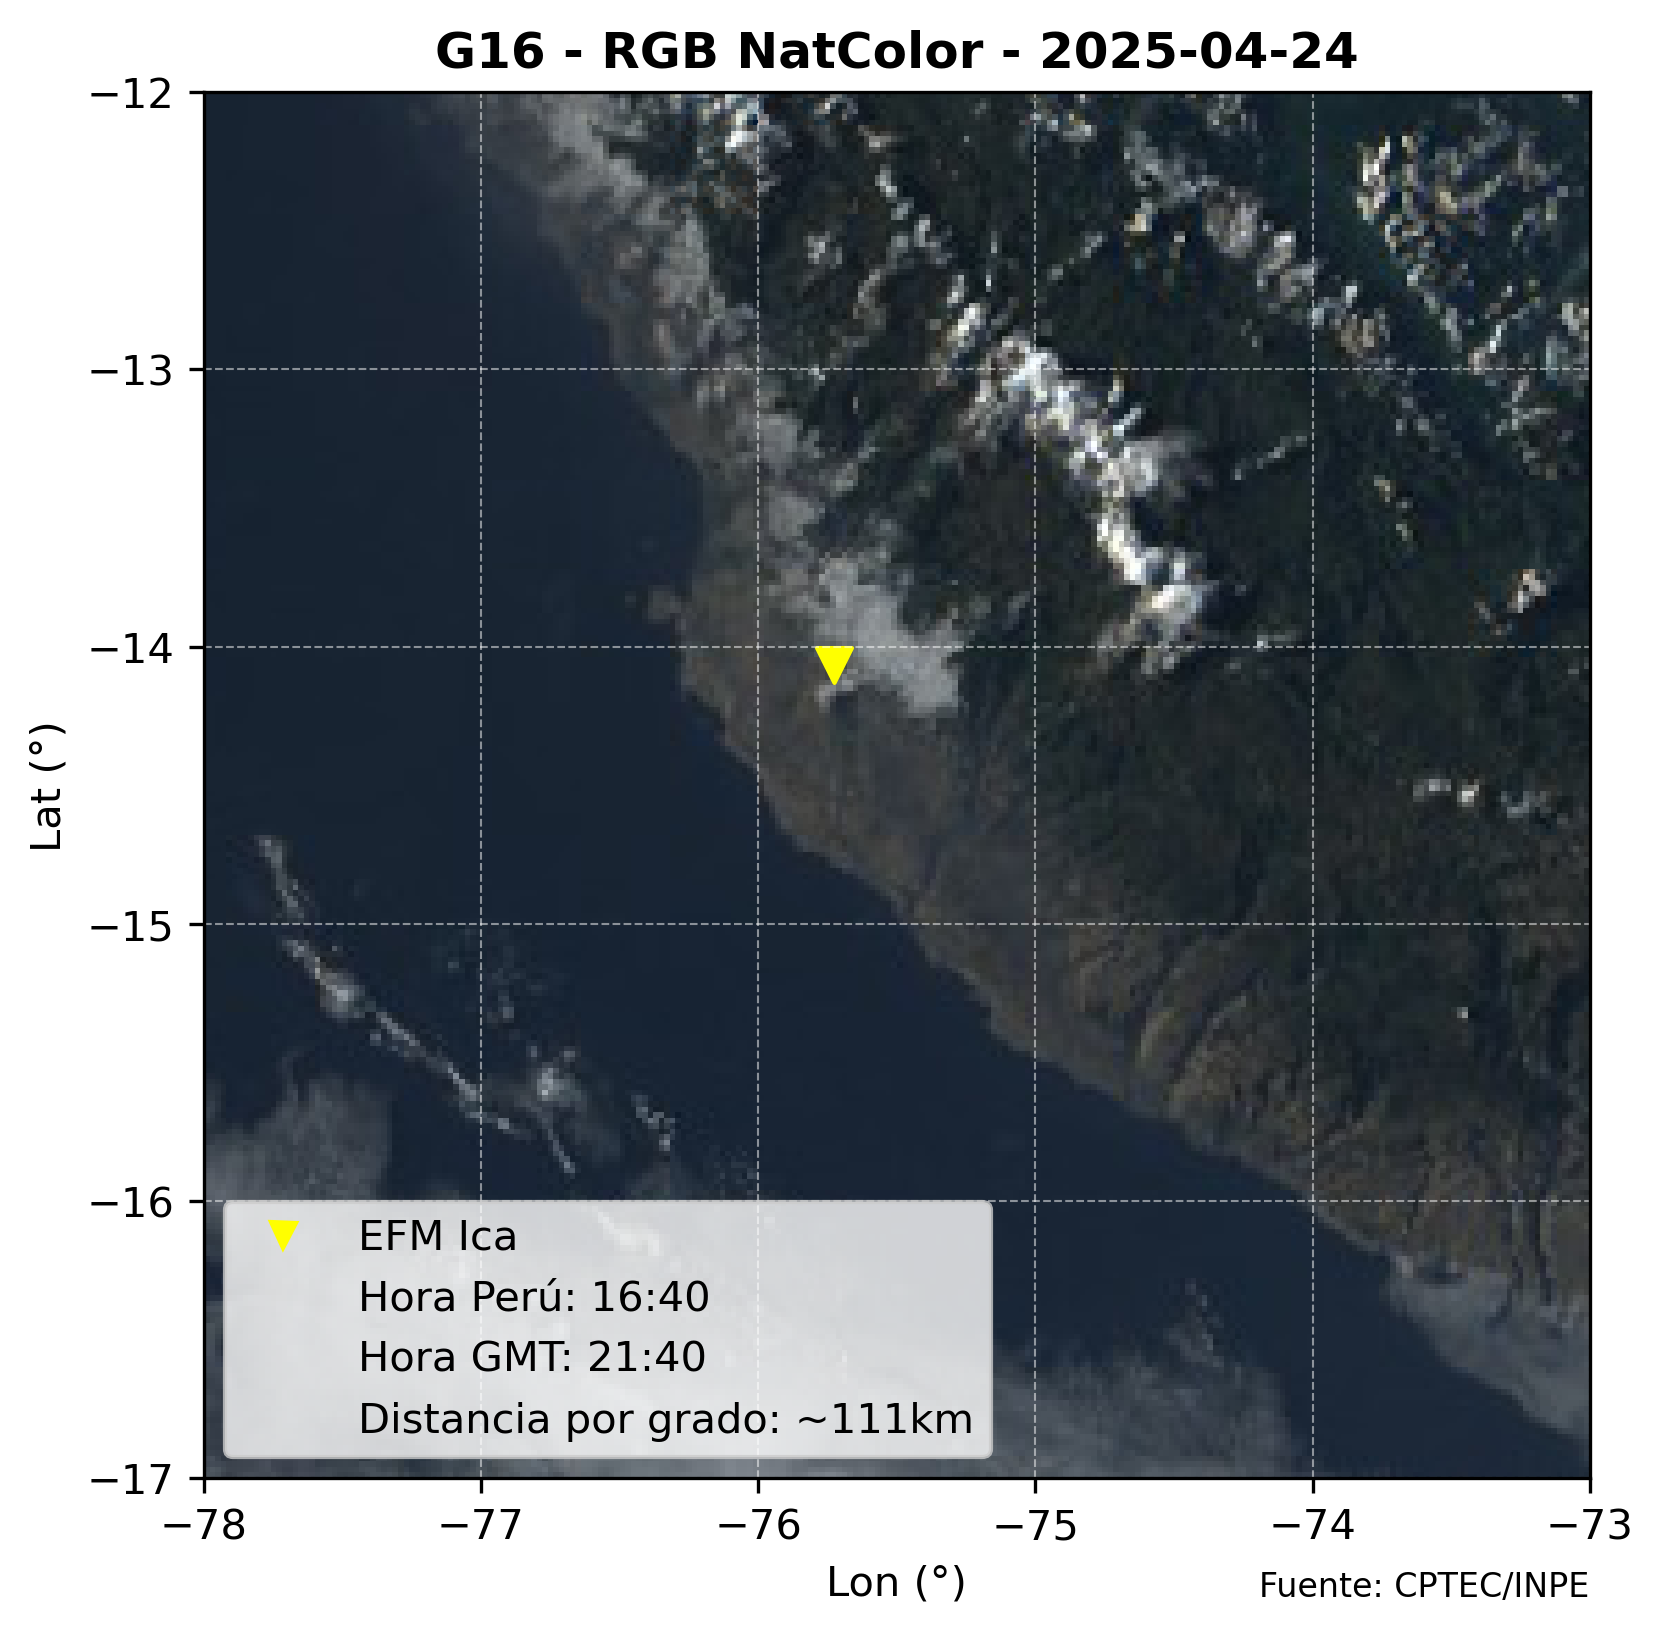 G16 - RGB NatColor - 2025-04-24
−12
−13
−14
−15
−16
−17
Lat (°)
EFM Ica
Hora Perú: 16:40
Hora GMT: 21:40
Distancia por grado: ~111km
−78 −77 −76 −75 −74 −73
Lon (°)
Fuente: CPTEC/INPE